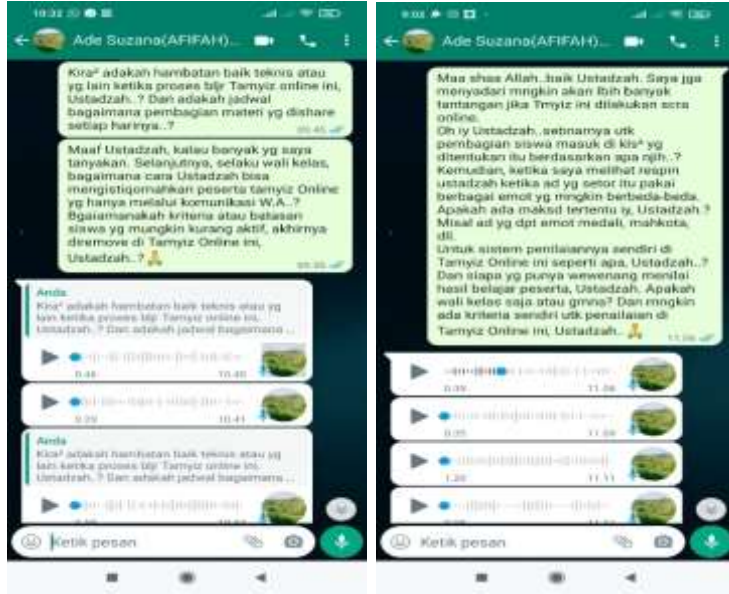 10:32
Ade Suzana(AFIFAH)...
Kira² adakah hambatan baik teknis atau
yg lain ketika proses bljr Tamyiz online ini,
Ustadzah..? Dan adakah jadwal
bagaimana pembagian materi yg dishare
setiap harinya..?
Maaf Ustadzah, kalau banyak yg saya
tanyakan. Selanjutnya, selaku wali kelas,
bagaimana cara Ustadzah bisa
mengistiqomahkan peserta tamyiz Online
yg hanya melalui komunikasi W.A..?
Bgaiamanakah kriteria atau batasan
siswa yg mungkin kurang aktif, akhirnya
diremove di Tamyiz Online ini,
Ustadzah..?
Anda
Kira² adakah hambatan baik teknis atau yg
lain ketika proses bljr Tamyiz online ini,
Ustadzah..? Dan adakah jadwal bagaimana ...
10.40
10.41
Anda
Kira² adakah hambatan baik teknis atau yg
lain ketika proses bljr Tamyiz online ini,
Ustadzah..? Dan adakah jadwal bagaimana ...
Ketik pesan
Ade Suzana(AFIFAH)...
Maa shaa Allah..baik Ustadzah. Saya jga
menyadari mngkin akan lbih banyak
tantangan jika Tmyiz ini dilakukan scra
online.
Oh iy Ustadzah..sebnarnya utk
pembagian siswa masuk di kls² yg
ditentukan itu berdasarkan apa njih..?
Kemudian, ketika saya melihat respin
ustadzah ketika ad yg setor itu pakai
berbagai emot yg mngkin berbeda-beda.
Apakah ada maksd tertentu iy, Ustadzah.?
Misal ad yg dpt emot medali, mahkota,
dll.
Untuk sistem penilaiannya sendiri di
Tamyiz Online ini seperti apa, Ustadzah..?
Dan siapa yg punya wewenang menilai
hasil belajar peserta, Ustadzah. Apakah
wali kelas saja atau gmna? Dan mngkin
ada kriteria sendiri utk penailaian di
Tamyiz Online ini, Ustadzah..
11.11
Ketik pesan